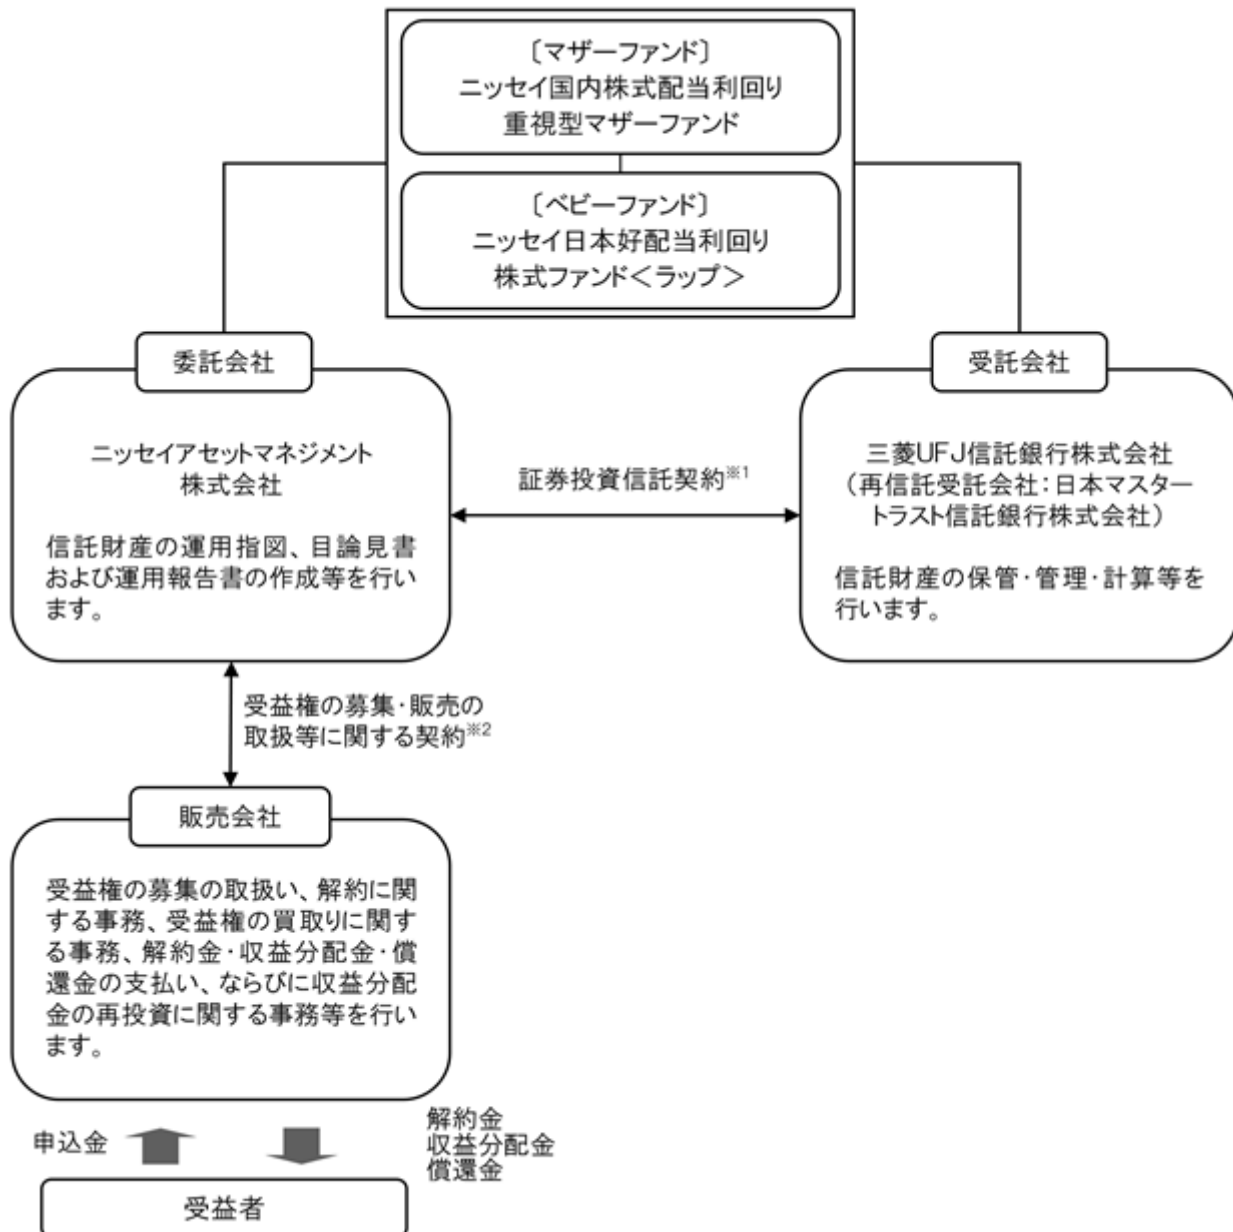 〔マザーファンド〕
ニッセイ国内株式配当利回り
重視型マザーファンド
〔ベビーファンド〕
ニッセイ日本好配当利回り
株式ファンド＜ラップ＞
委託会社
ニッセイアセットマネジメント
株式会社
信託財産の運用指図、目論見書
および運用報告書の作成等を行い
ます。
証券投資信託契約※1
受託会社
三菱UFJ信託銀行株式会社
（再信託受託会社：日本マスター
トラスト信託銀行株式会社）
信託財産の保管・管理・計算等を
行います。
受益権の募集・販売の
取扱等に関する契約※2
販売会社
受益権の募集の取扱い、解約に関
する事務、受益権の買取りに関す
る事務、解約金・収益分配金・償
還金の支払い、ならびに収益分配
金の再投資に関する事務等を行い
ます。
申込金
解約金
収益分配金
償還金
受益者